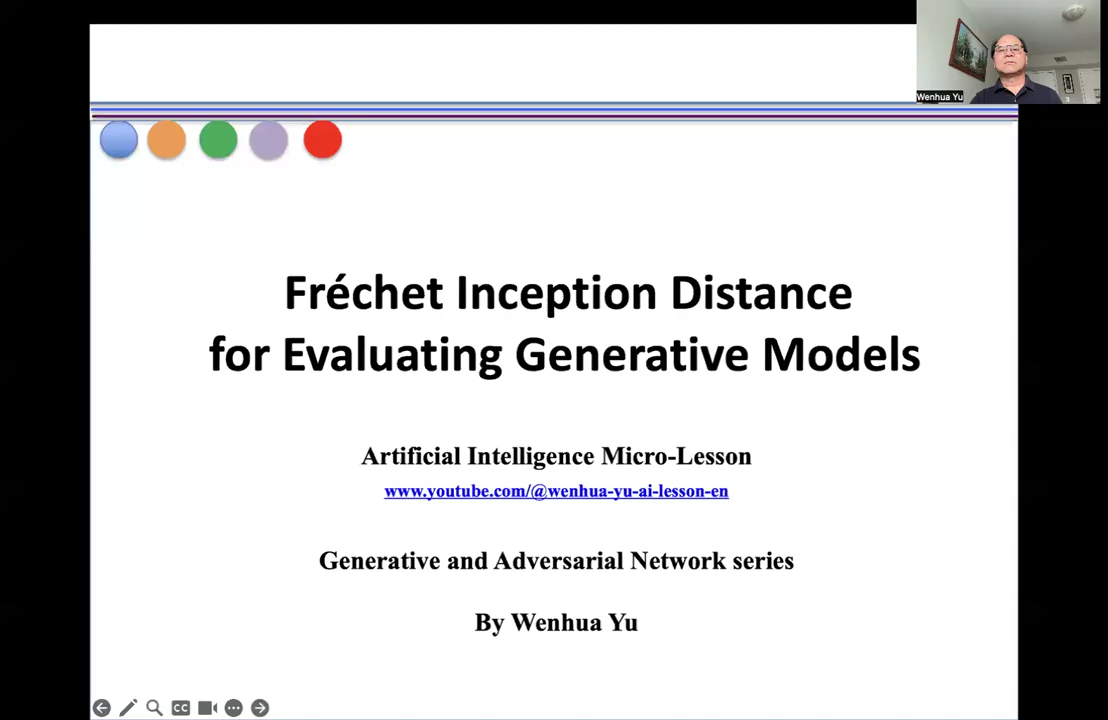 Wenhua Yu
Fréchet Inception Distance
for Evaluating Generative Models
Artificial Intelligence Micro-Lesson
www.youtube.com/@wenhua-yu-ai-lesson-en
Generative and Adversarial Network series
By Wenhua Yu
CC